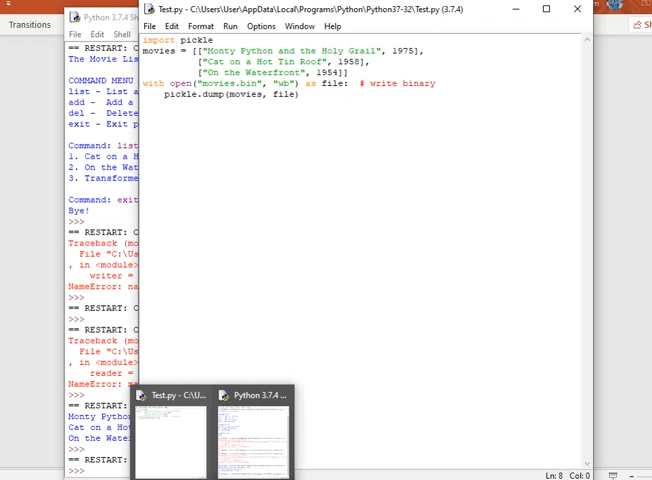 Transitions
Python 3.7.4 S
File Edit Shell
== RESTART: C
The Movie Lis
COMMAND MENU
list - List a
add - Add a
del - Delete
exit - Exit p
Command: list
1. Cat on a H
2. On the Wat
3. Transforme
Command: exit
Bye!
>>>
== RESTART: C
Traceback (mo
File "C:\Us
, in <module>
writer =
NameError: na
>>>
== RESTART: C
>>>
== RESTART: C
Traceback (mo
File "C:\Us
, in <module>
reader =
NameError: na
>>>
== RESTART: C
Monty Python
Cat on a Ho
On the Water
>>>
== RESTART: C
>>>
Test.py - C:\Users\User\AppData\Local\Programs\Python\Python37-32\Test.py (3.7.4)
File Edit Format Run Options Window Help
import pickle
movies = [["Monty Python and the Holy Grail", 1975],
["Cat on a Hot Tin Roof", 1958],
["On the Waterfront", 1954]]
with open("movies.bin", "wb") as file: # write binary
pickle.dump(movies, file)
Test.py - C:\U...
Python 3.7.4 ...
Ln: 8 Col: 0
Sh